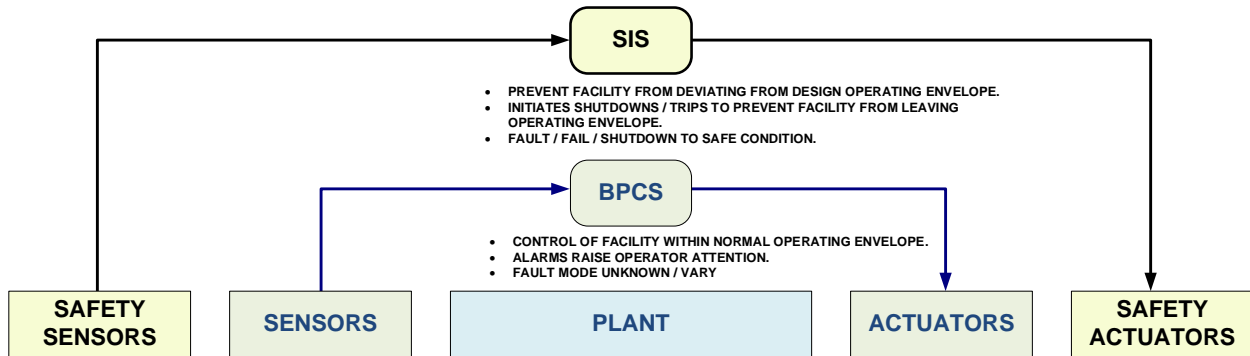 SIS
• PREVENT FACILITY FROM DEVIATING FROM DESIGN OPERATING ENVELOPE.
• INITIATES SHUTDOWNS / TRIPS TO PREVENT FACILITY FROM LEAVING
OPERATING ENVELOPE.
• FAULT / FAIL / SHUTDOWN TO SAFE CONDITION.
BPCS
• CONTROL OF FACILITY WITHIN NORMAL OPERATING ENVELOPE.
• ALARMS RAISE OPERATOR ATTENTION.
• FAULT MODE UNKNOWN / VARY
SAFETY
SENSORS
SENSORS
PLANT
ACTUATORS
SAFETY
ACTUATORS